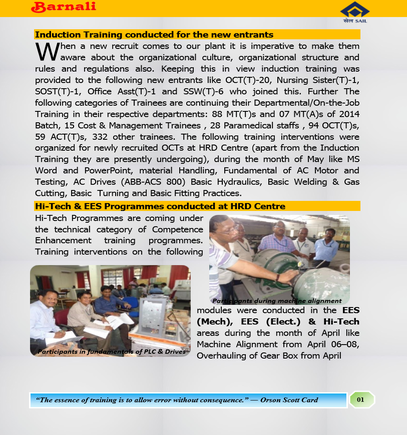 Barnali
सेल SAIL
Induction Training conducted for the new entrants
When a new recruit comes to our plant it is imperative to make them
aware about the organizational culture, organizational structure and
rules and regulations also. Keeping this in view induction training was
provided to the following new entrants like OCT(T)-20, Nursing Sister(T)-1,
SOST(T)-1, Office Asst(T)-1 and SSW(T)-6 who joined this. Further The
following categories of Trainees are continuing their Departmental/On-the-Job
Training in their respective departments: 88 MT(T)s and 07 MT(A)s of 2014
Batch, 15 Cost & Management Trainees , 28 Paramedical staffs , 94 OCT(T)s,
59 ACT(T)s, 332 other trainees. The following training interventions were
organized for newly recruited OCTs at HRD Centre (apart from the Induction
Training they are presently undergoing), during the month of May like MS
Word and PowerPoint, material Handling, Fundamental of AC Motor and
Testing, AC Drives (ABB-ACS 800) Basic Hydraulics, Basic Welding & Gas
Cutting, Basic Turning and Basic Fitting Practices.
Hi-Tech & EES Programmes conducted at HRD Centre
Hi-Tech Programmes are coming under
the technical category of Competence
Enhancement training programmes.
Training interventions on the following
Participants during machine alignment
Participants in fundamentals of PLC & Drives
modules were conducted in the EES
(Mech), EES (Elect.) & Hi-Tech
areas during the month of April like
Machine Alignment from April 06–08,
Overhauling of Gear Box from April
“The essence of training is to allow error without consequence.” — Orson Scott Card
01